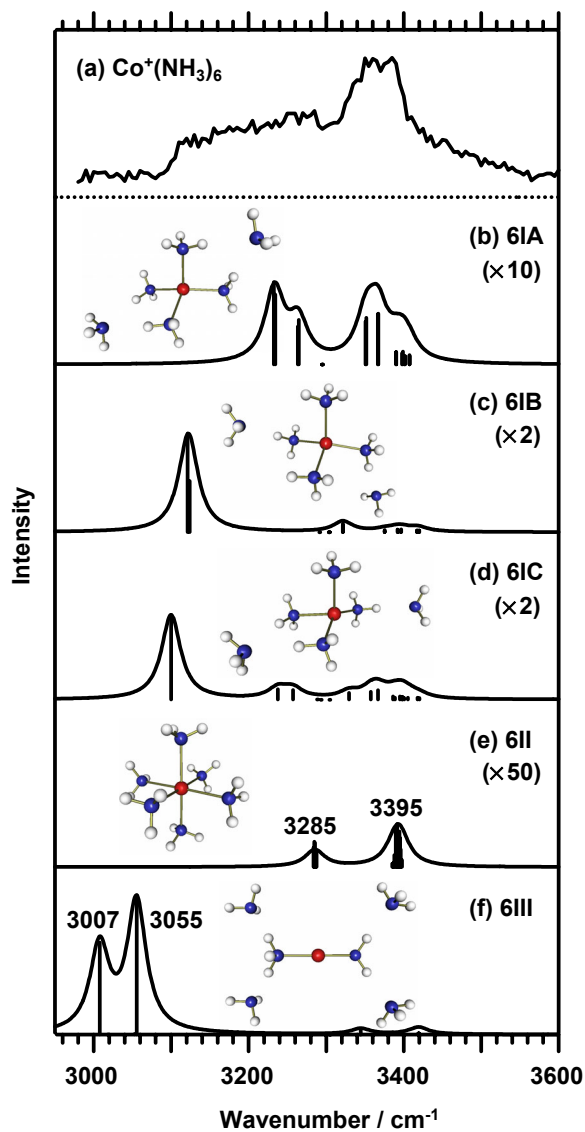 (a) Co⁺(NH₃)₆
(b) 6IA
(×10)
(c) 6IB
(×2)
(d) 6IC
(×2)
(e) 6II
(×50)
3285
3395
(f) 6III
3007
3055
Intensity
3000 3200 3400 3600
Wavenumber / cm⁻¹